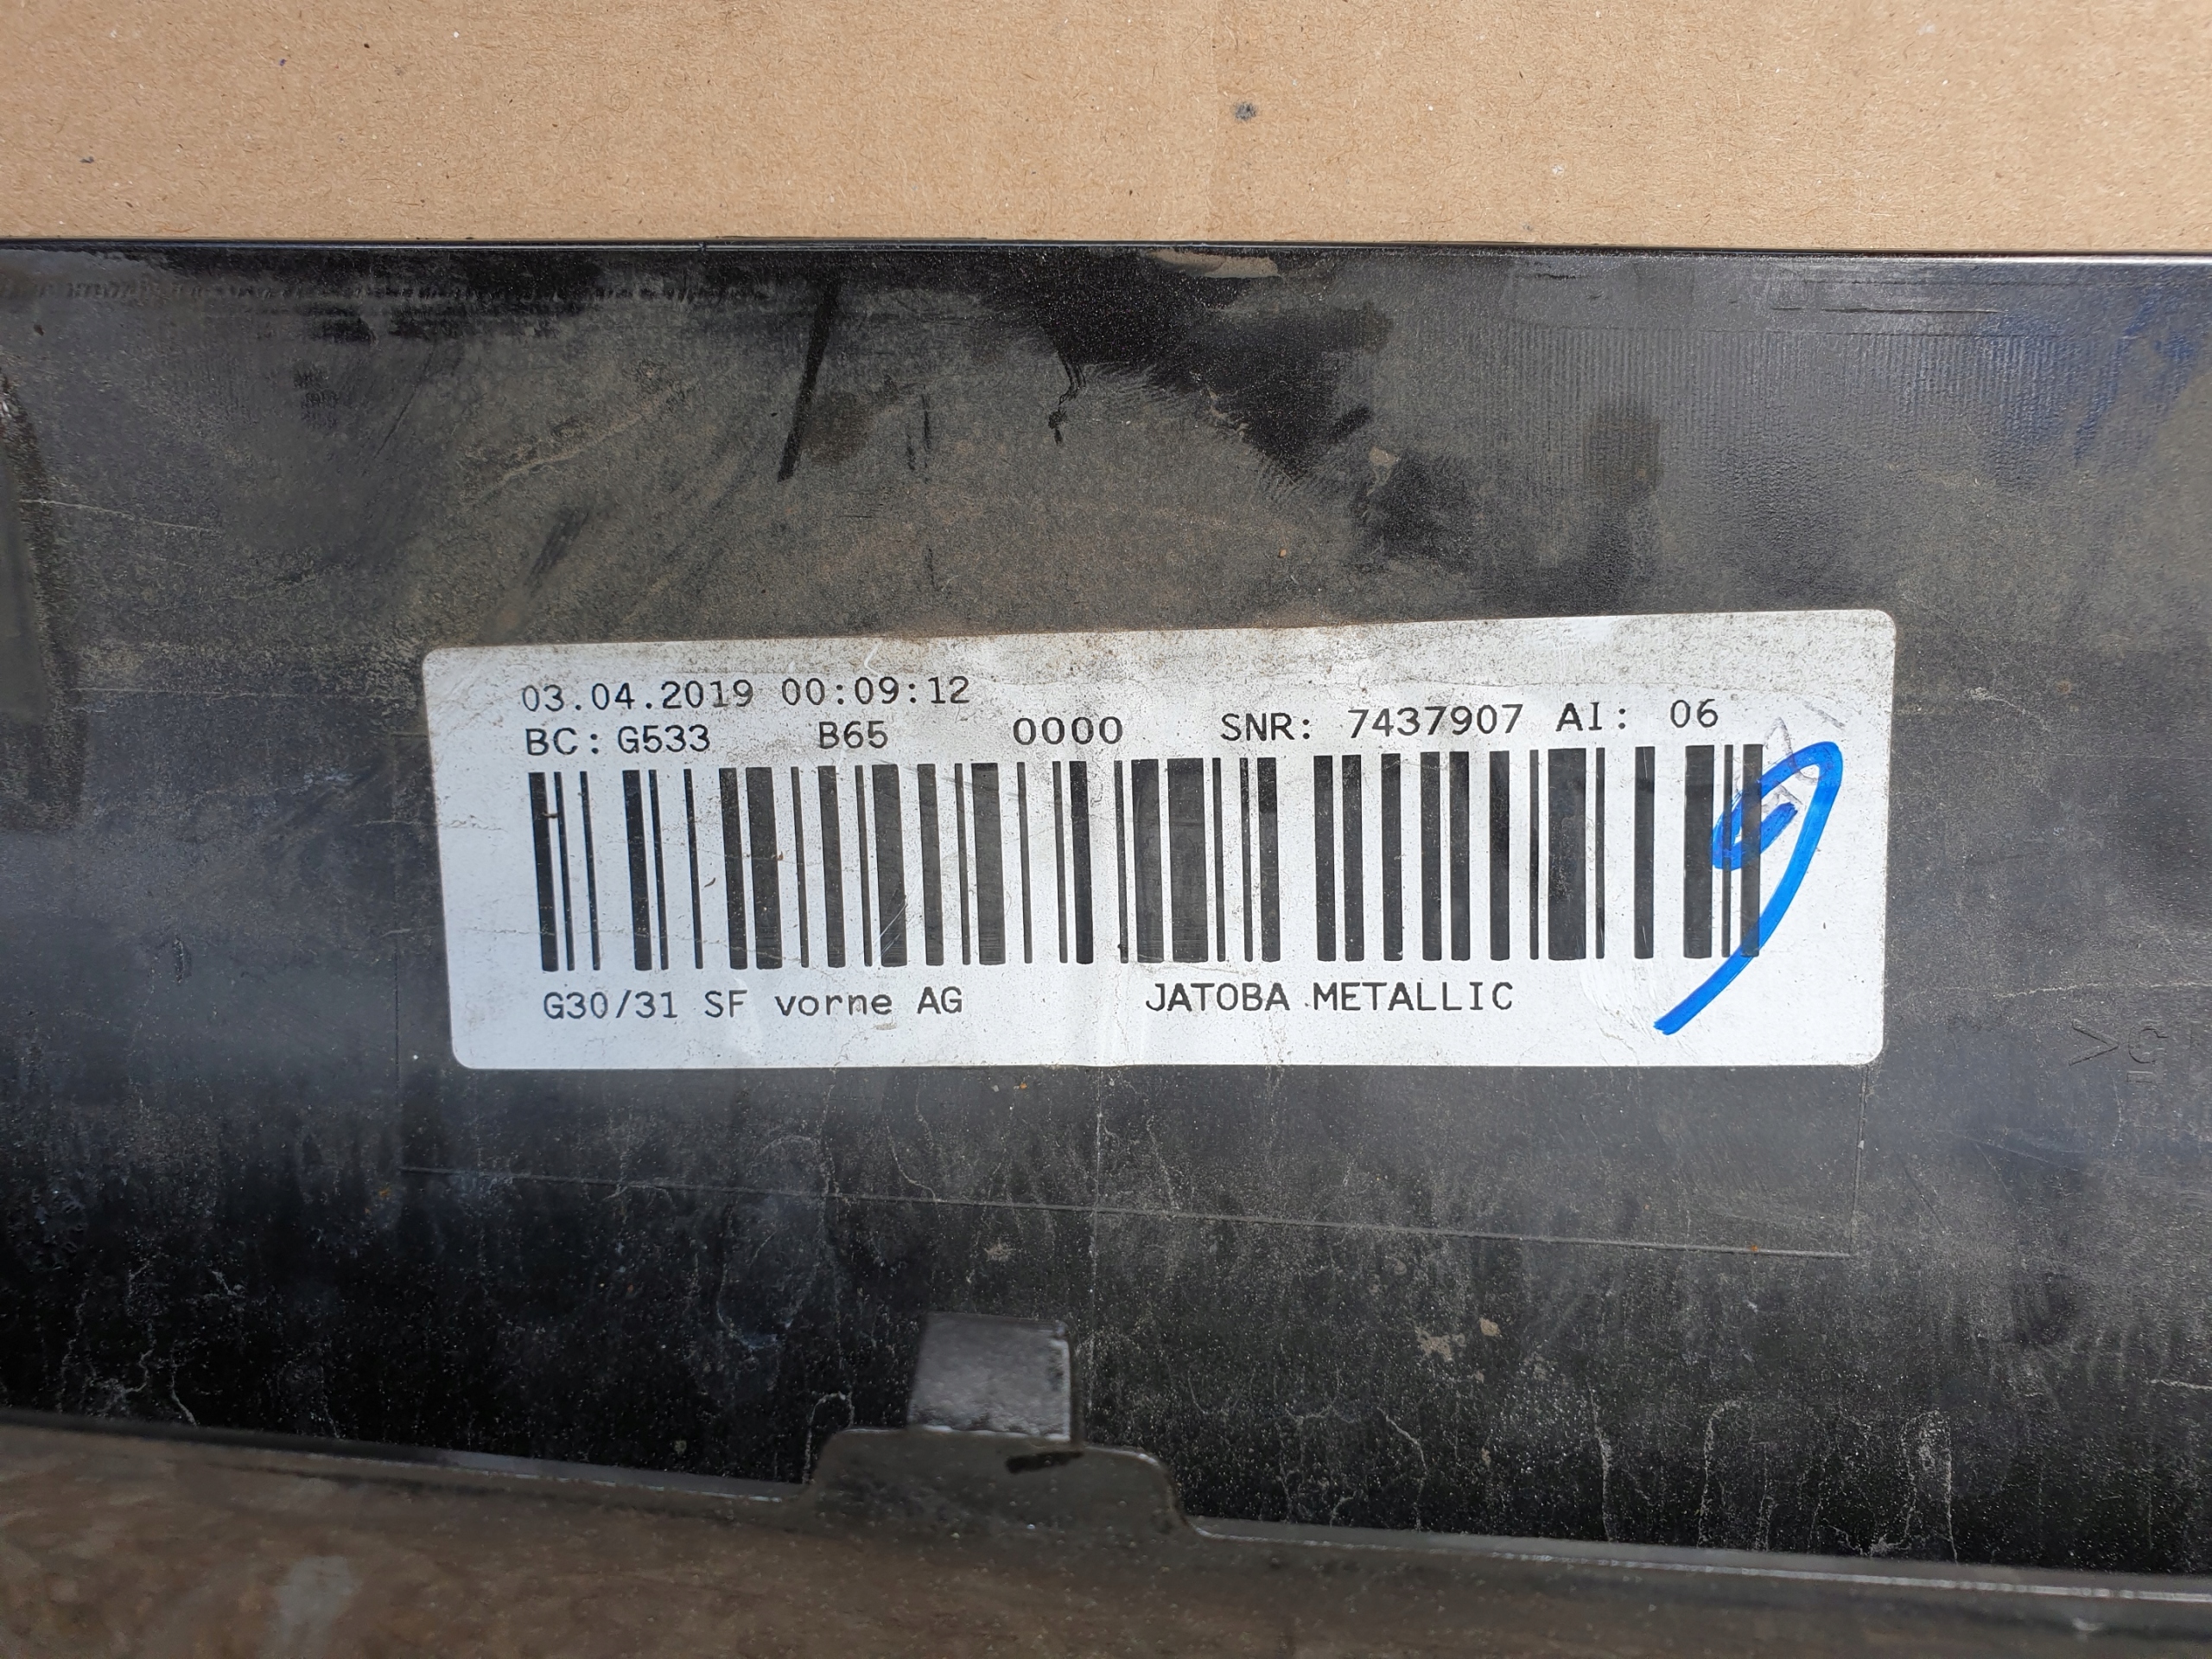 03.04.2019 00:09:12
BC: G533 B65 0000 SNR: 7437907 AI: 06
G30/31 SF vorne AG JATOBA METALLIC
9